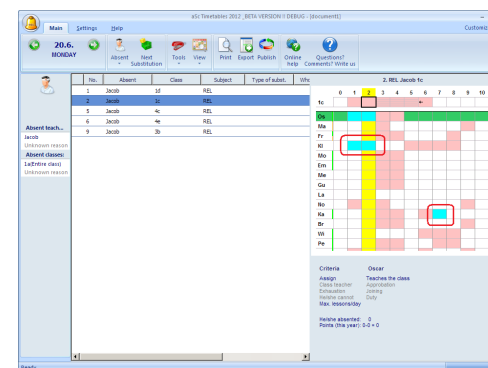 aSc Timetables 2012 _BETA VERSION !! DEBUG - [document1]
Main Settings Help Customiz
20.6.
MONDAY
Absent
Next Substitution
Tools
View
Print
Export
Publish
Online help
Questions? Comments? Write us
No. Absent Class Subject Type of subst. Who
1 Jacob 1d REL
2 Jacob 1c REL
5 Jacob 4c REL
6 Jacob 4e REL
9 Jacob 3b REL
Absent teach...
Jacob
Unknown reason
Absent classes:
1a(Entire class)
Unknown reason
2. REL Jacob 1c
0 1 2 3 4 5 6 7 8 9 10
1c
Os
Ma
Fr
Kl
Mo
Em
Me
Gu
La
No
Ka
Br
Wi
Pe
Criteria Oscar
Assign Teaches the class
Class teacher Approbation
Exhaustion Joining
He/she cannot Duty
Max. lessons/day
He/she absented: 0
Points (this year): 0-0 = 0
Ready